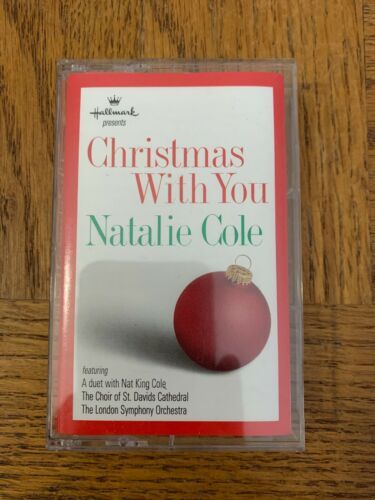 Hallmark
presents
Christmas
With You
Natalie Cole
featuring
A duet with Nat King Cole
The Choir of St. Davids Cathedral
The London Symphony Orchestra